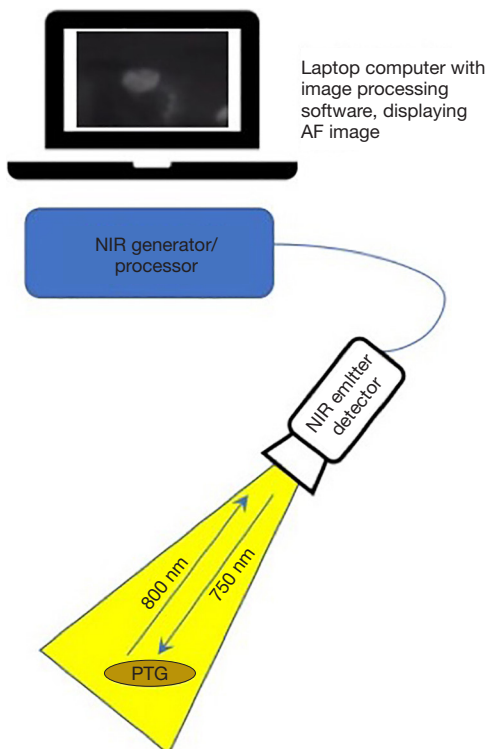 Laptop computer with
image processing
software, displaying
AF image
NIR generator/
processor
NIR emitter
detector
800 nm
750 nm
PTG